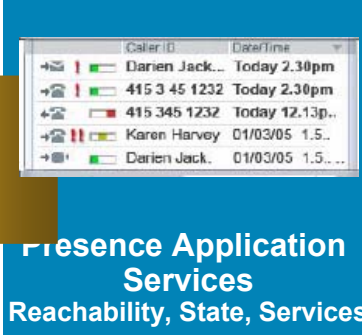 Caller ID Date/Time
Darien Jack... Today 2.30pm
415 3 45 1232 Today 2.30pm
415 345 1232 Today 12.13p..
Karen Harvey 01/03/05 1.5..
Darien Jack. 01/03/05 1.5....
Presence Application
Services
Reachability, State, Services